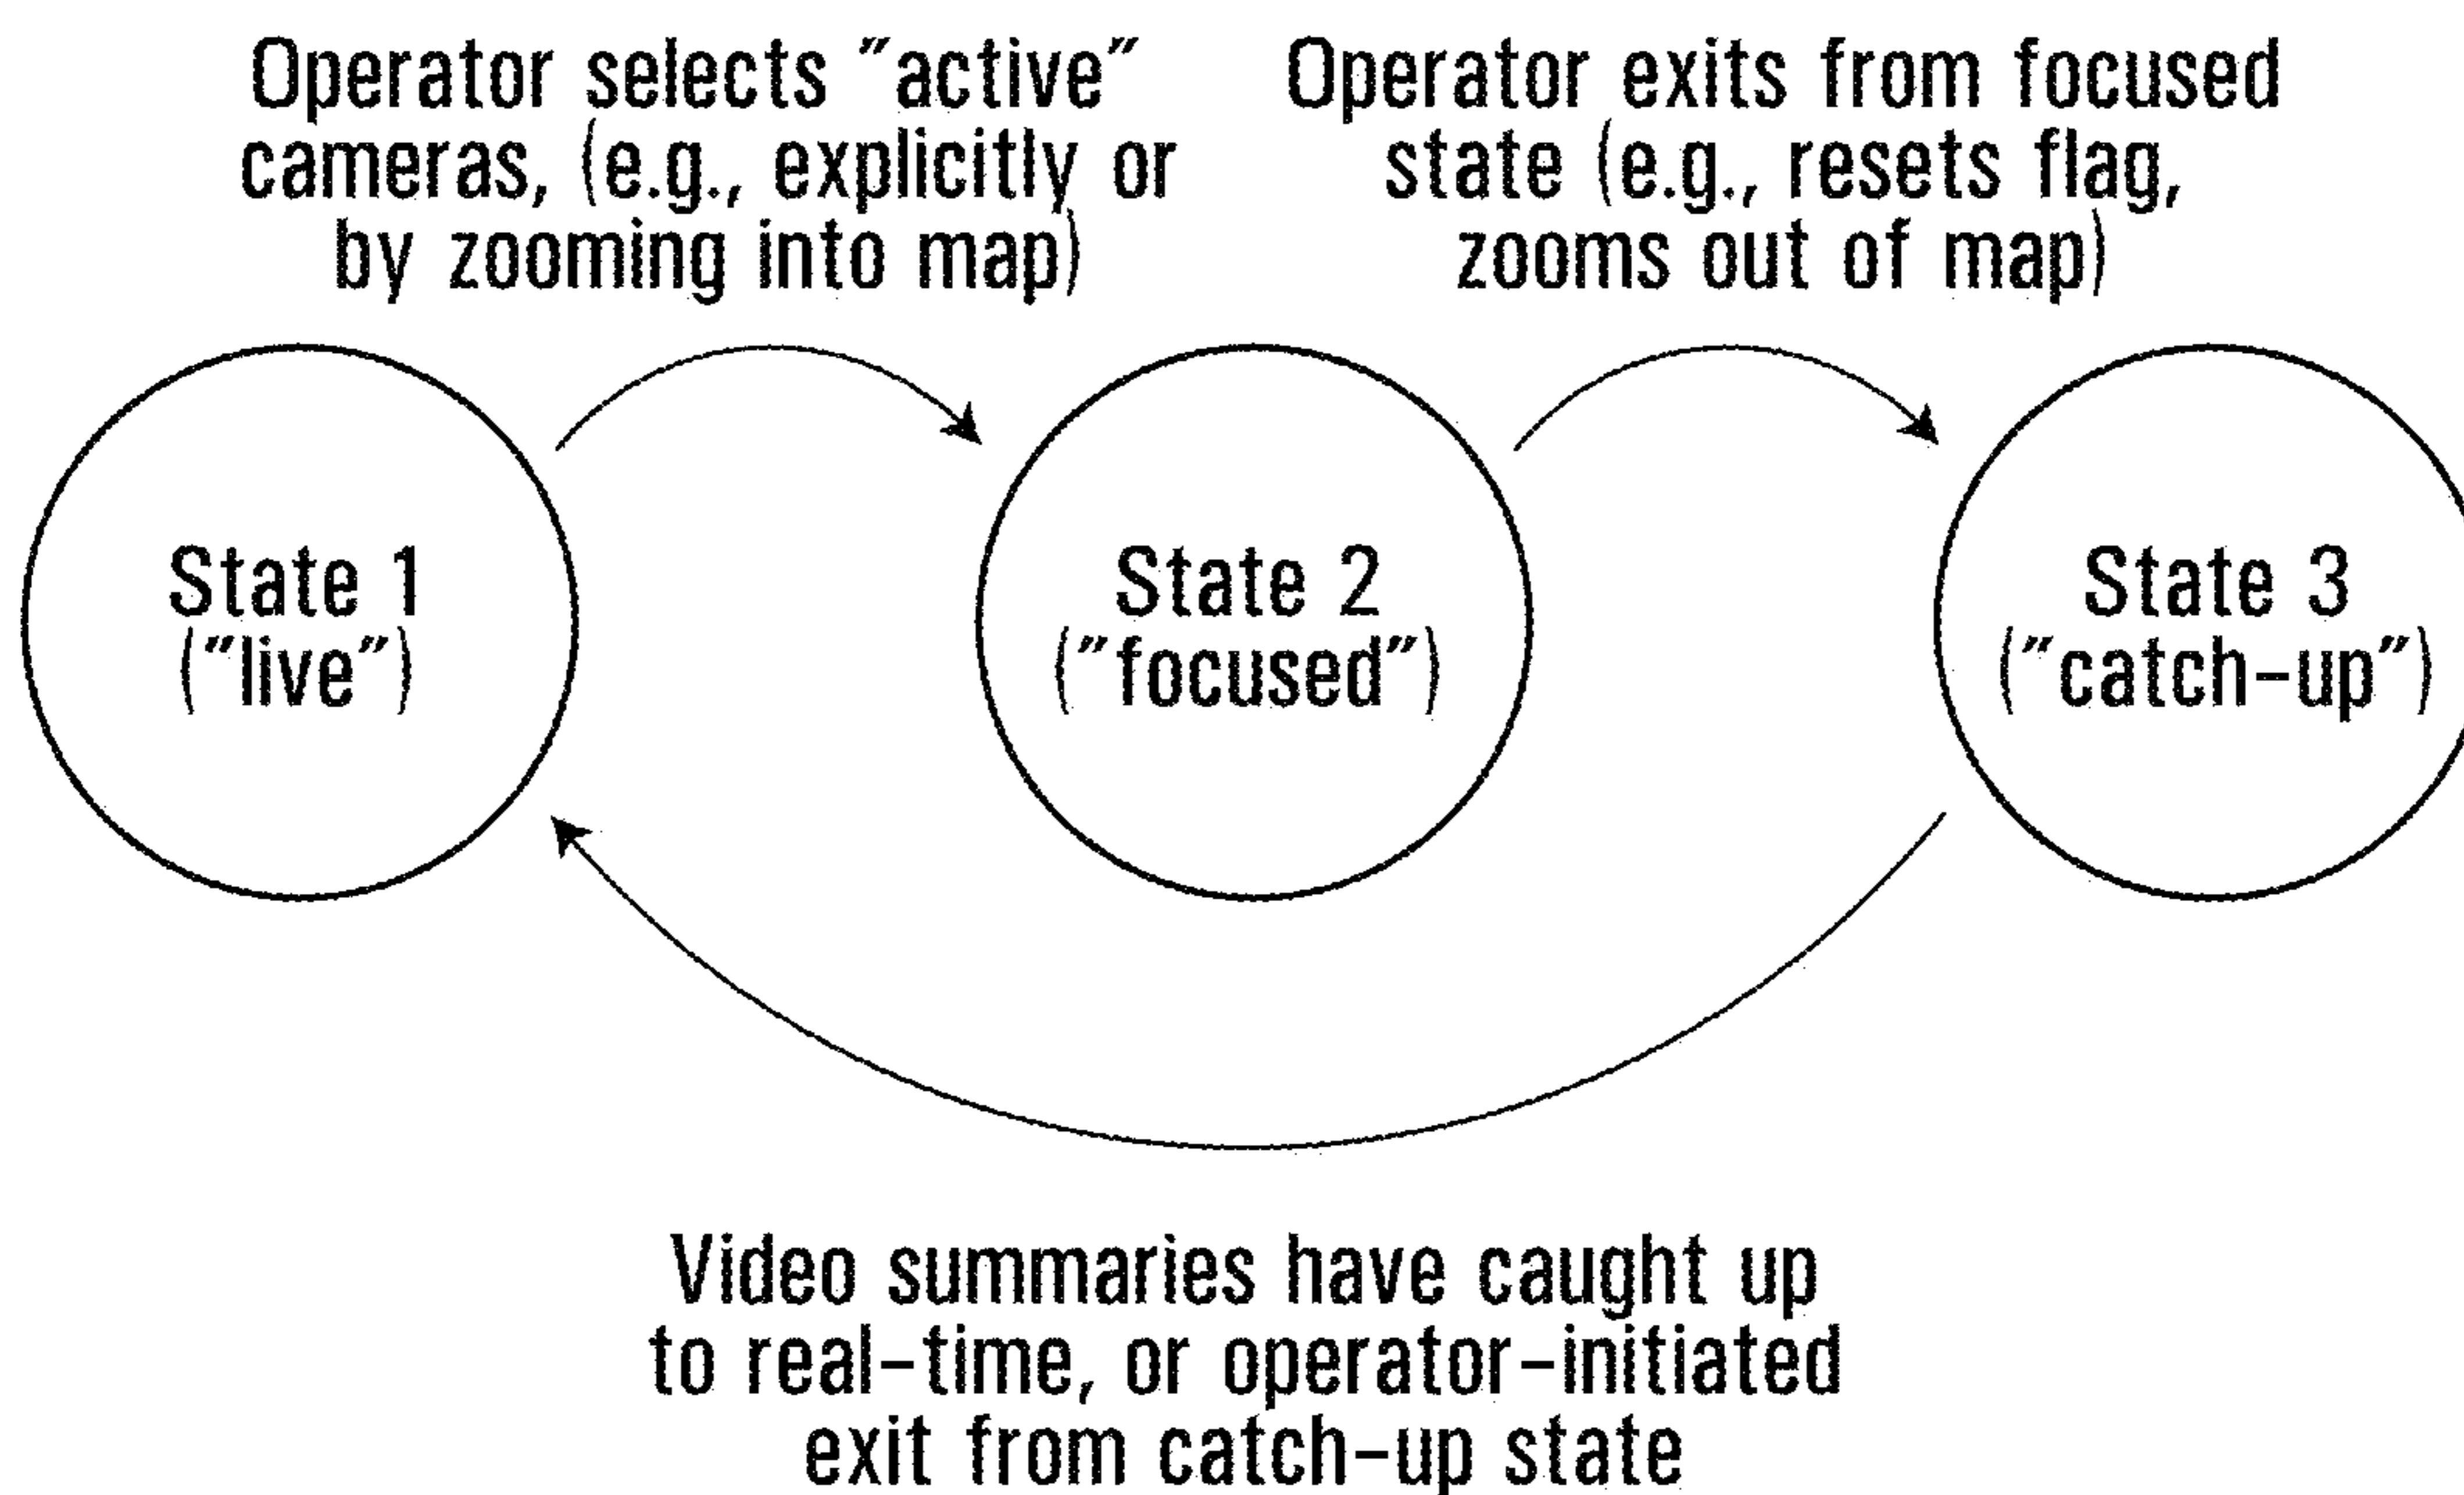 Operator selects "active"
cameras, (e.g., explicitly or
by zooming into map)
Operator exits from focused
state (e.g., resets flag,
zooms out of map)
State 1
("live")
State 2
("focused")
State 3
("catch-up")
Video summaries have caught up
to real-time, or operator-initiated
exit from catch-up state